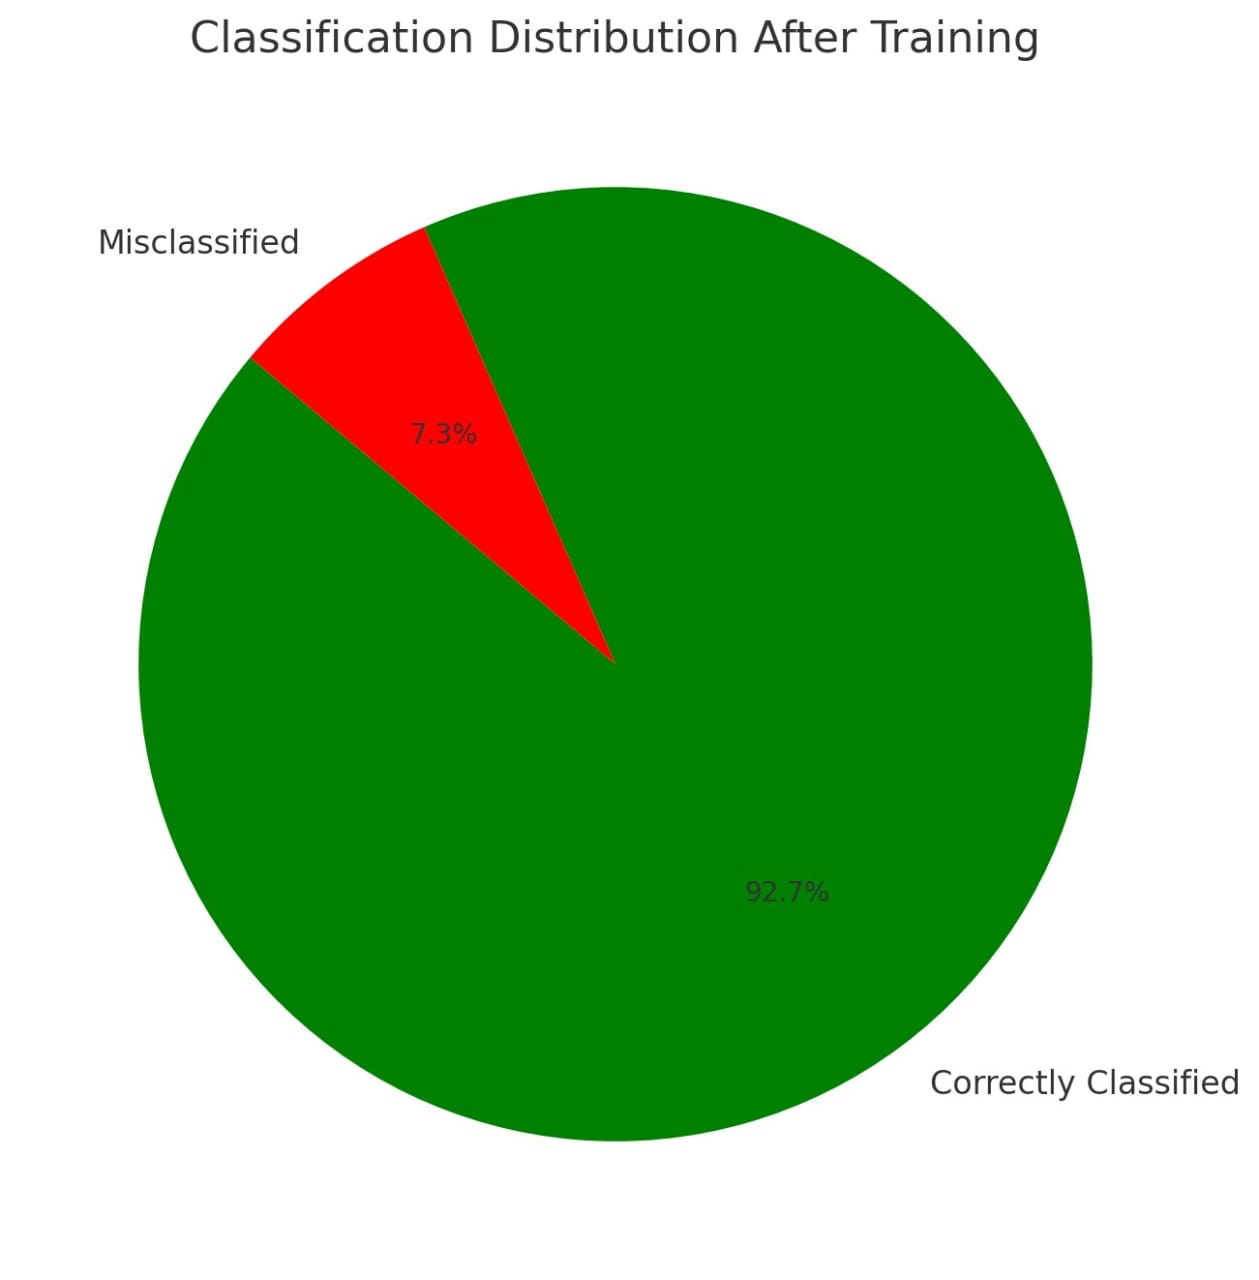 Classification Distribution After Training
Misclassified
7.3%
92.7%
Correctly Classified